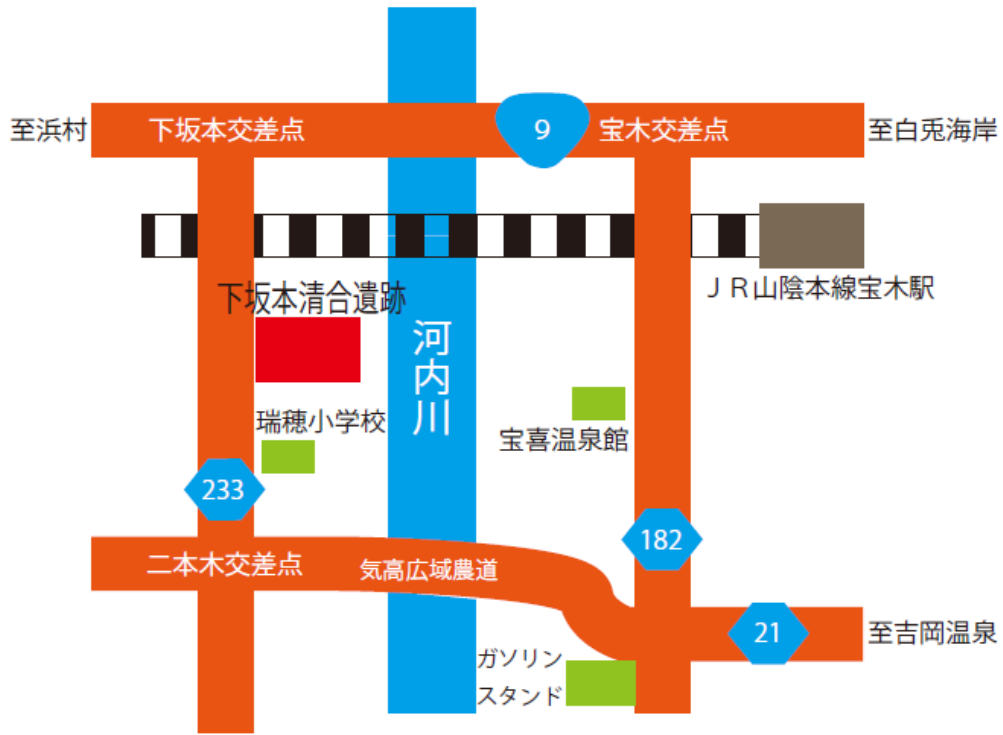 至浜村
下坂本交差点
9
宝木交差点
至白兎海岸
ＪＲ山陰本線宝木駅
下坂本清合遺跡
河内川
瑞穂小学校
宝喜温泉館
233
182
二本木交差点
気高広域農道
21
至吉岡温泉
ガソリン
スタンド